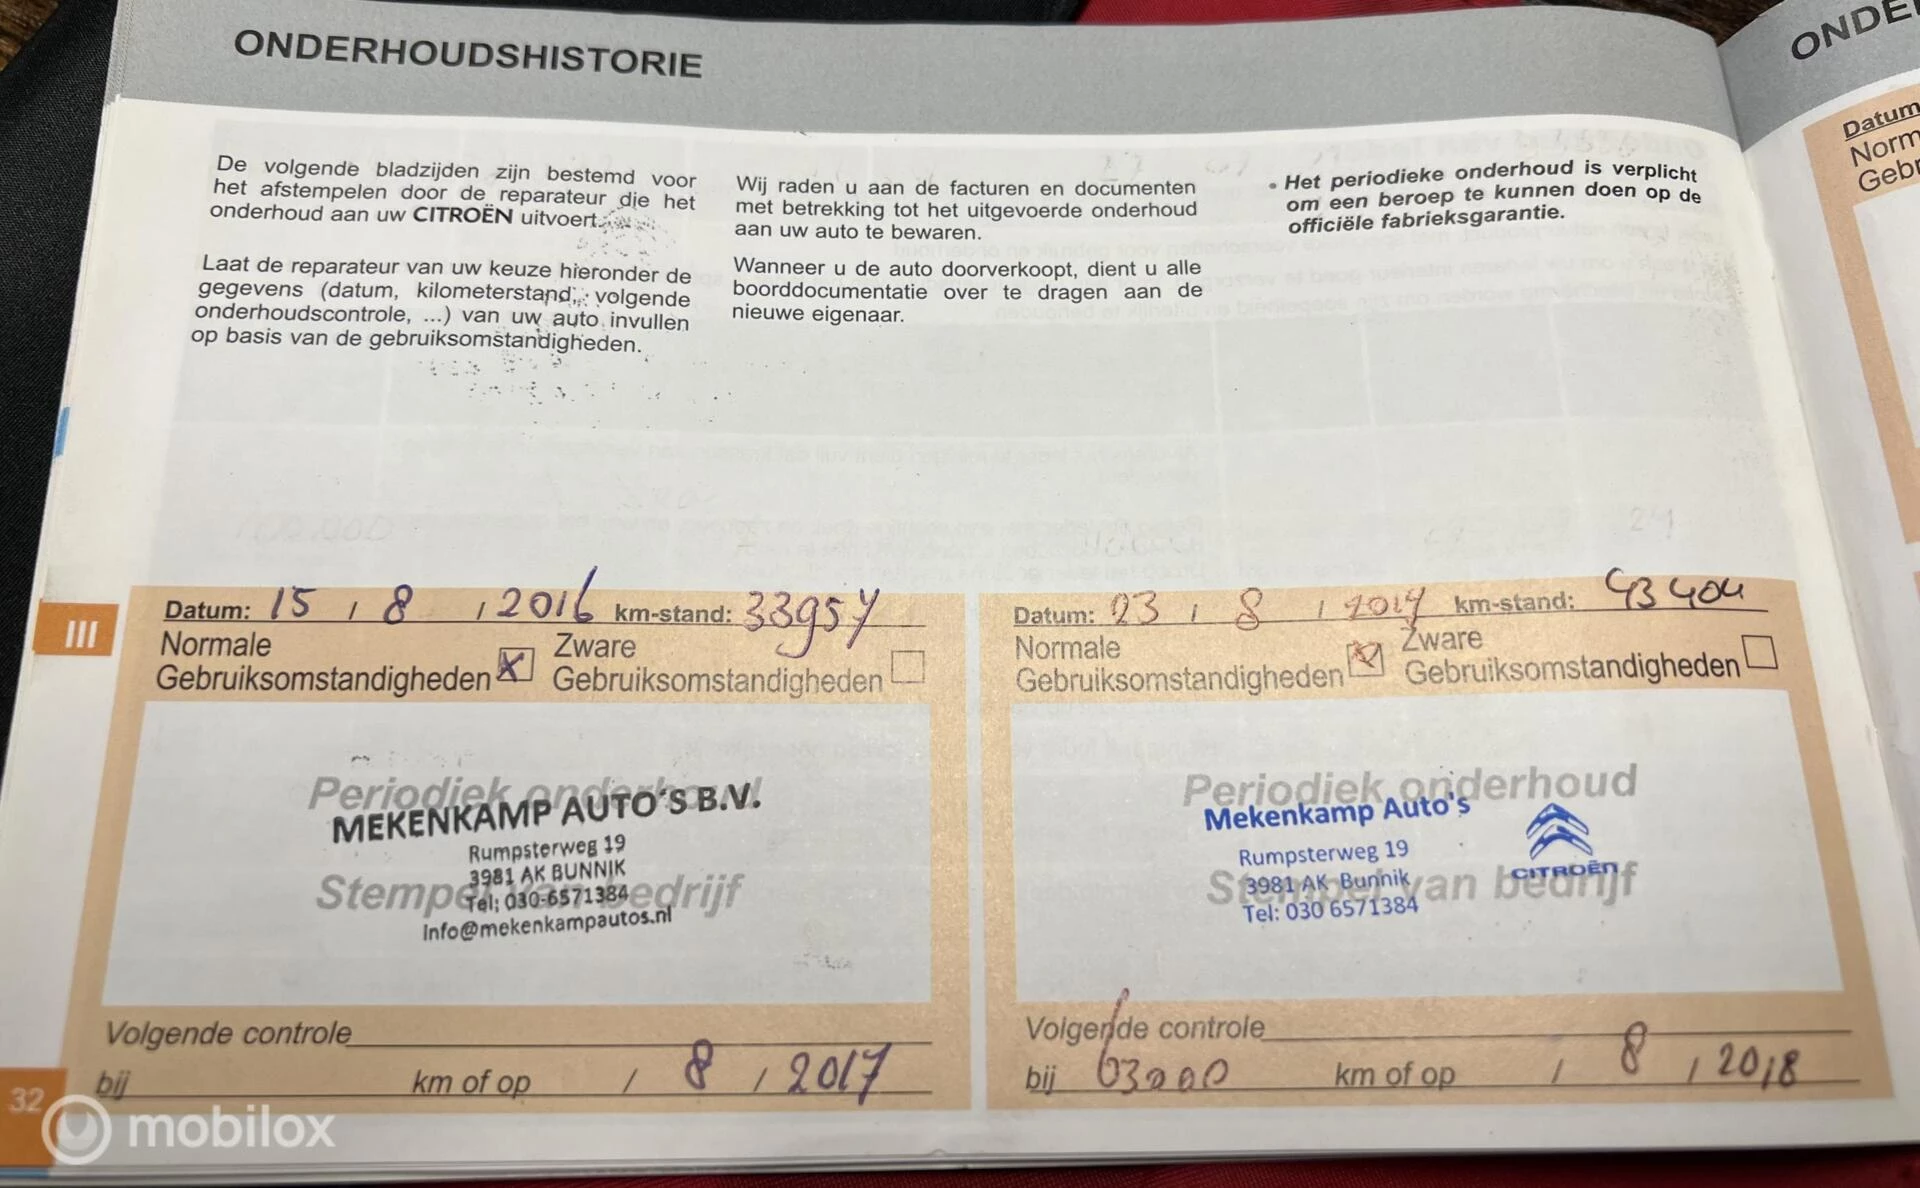 ONDERHOUDSHISTORIE
De volgende bladzijden zijn bestemd voor
het afstempelen door de reparateur die het
onderhoud aan uw CITROËN uitvoert.
Laat de reparateur van uw keuze hieronder de
gegevens (datum, kilometerstand, volgende
onderhoudscontrole, ...) van uw auto invullen
op basis van de gebruiksomstandigheden.
Wij raden u aan de facturen en documenten
met betrekking tot het uitgevoerde onderhoud
aan uw auto te bewaren.
Wanneer u de auto doorverkoopt, dient u alle
boorddocumentatie over te dragen aan de
nieuwe eigenaar.
• Het periodieke onderhoud is verplicht
om een beroep te kunnen doen op de
officiële fabrieksgarantie.
III
Datum: 15 / 8 / 2016 km-stand: 33957
Normale
Gebruiksomstandigheden X
Zware
Gebruiksomstandigheden
Periodiek onderhoud
Stempel van bedrijf
MEKENKAMP AUTO'S B.V.
Rumpsterweg 19
3981 AK BUNNIK
Tel: 030-6571384
Info@mekenkampautos.nl
Volgende controle
bij km of op / 8 / 2017
Datum: 23 / 8 / 2017 km-stand: 43404
Normale
Gebruiksomstandigheden
Zware
Gebruiksomstandigheden
Periodiek onderhoud
Stempel van bedrijf
Mekenkamp Auto's
Rumpsterweg 19
3981 AK Bunnik
Tel: 030 6571384
CITROËN
Volgende controle
bij 63000 km of op / 8 / 2018
32
mobilox
ONDE
Datum
Norm
Gebr